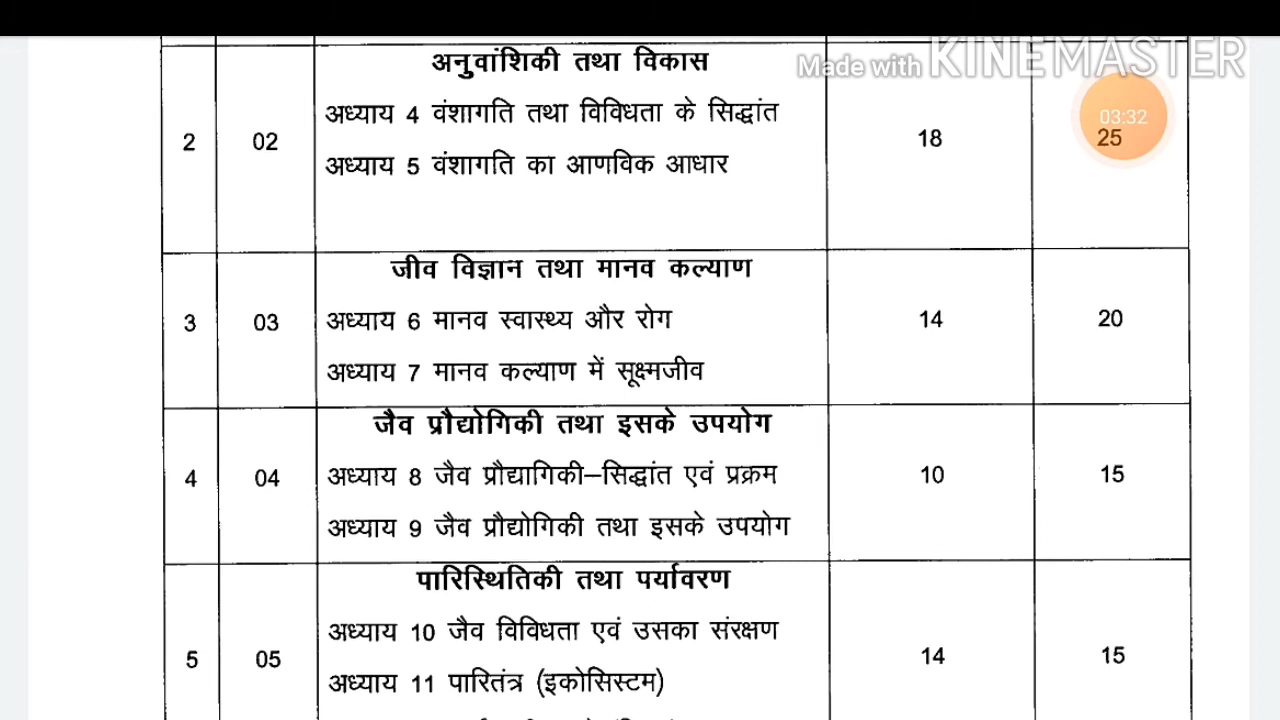 Made with KINEMASTER
03:32
अनुवांशिकी तथा विकास
अध्याय 4 वंशागति तथा विविधता के सिद्धांत
2 02 18 25
अध्याय 5 वंशागति का आणविक आधार
जीव विज्ञान तथा मानव कल्याण
अध्याय 6 मानव स्वास्थ्य और रोग
3 03 14 20
अध्याय 7 मानव कल्याण में सूक्ष्मजीव
जैव प्रौद्योगिकी तथा इसके उपयोग
अध्याय 8 जैव प्रौद्यागिकी–सिद्धांत एवं प्रक्रम
4 04 10 15
अध्याय 9 जैव प्रौद्योगिकी तथा इसके उपयोग
पारिस्थितिकी तथा पर्यावरण
अध्याय 10 जैव विविधता एवं उसका संरक्षण
5 05 14 15
अध्याय 11 पारितंत्र (इकोसिस्टम)